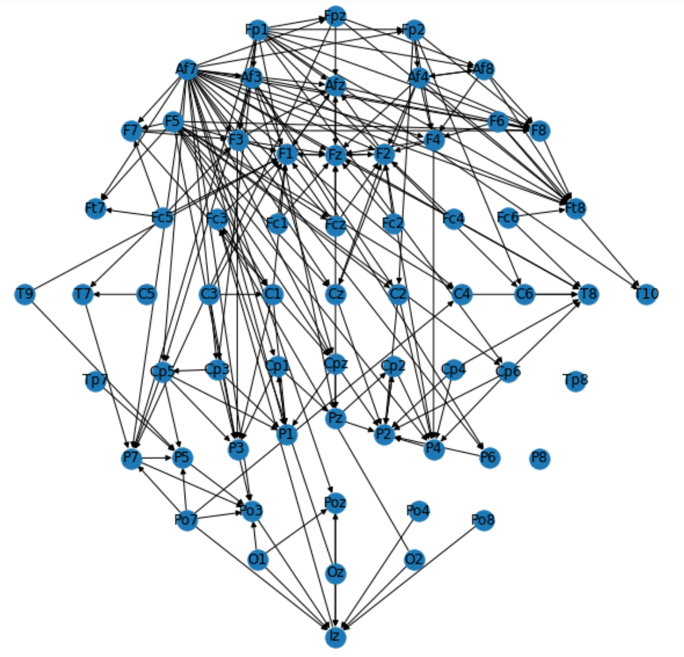 Fpz
Fp1 Fp2
Af7 Af3 Afz Af4 Af8
F7 F5 F3 F1 Fz F2 F4 F6 F8
Ft7 Fc5 Fc3 Fc1 Fcz Fc2 Fc4 Fc6 Ft8
T9 T7 C5 C3 C1 Cz C2 C4 C6 T8 T10
Tp7 Cp5 Cp3 Cp1 Cpz Cp2 Cp4 Cp6 Tp8
P7 P5 P3 P1 Pz P2 P4 P6 P8
Po7 Po3 Poz Po4 Po8
O1 Oz O2
Iz